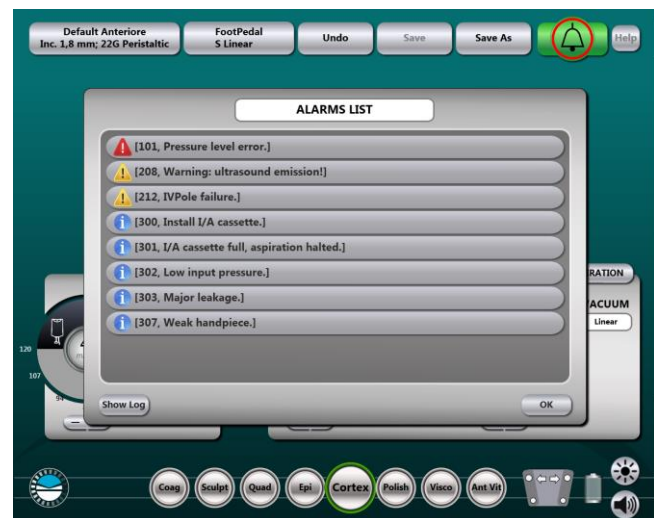 Default Anteriore
Inc. 1,8 mm; 22G Peristaltic
FootPedal
S Linear
Undo
Save
Save As
Help
ALARMS LIST
[101, Pressure level error.]
[208, Warning: ultrasound emission!]
[212, IVPole failure.]
[300, Install I/A cassette.]
[301, I/A cassette full, aspiration halted.]
[302, Low input pressure.]
[303, Major leakage.]
[307, Weak handpiece.]
RATION
ACUUM
Linear
120
107
94
Show Log
OK
Coag
Sculpt
Quad
Epi
Cortex
Polish
Visco
Ant Vit